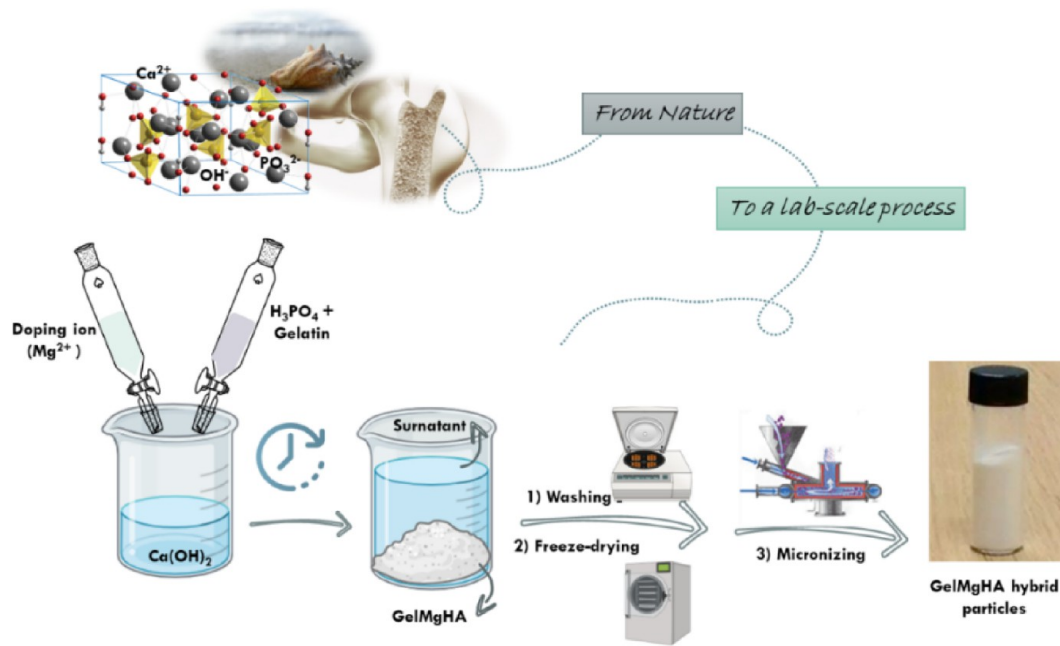 Ca²⁺
PO₃²⁻
OH⁻
From Nature
To a lab-scale process
Doping ion
(Mg²⁺ )
H₃PO₄ +
Gelatin
Ca(OH)₂
Surnatant
GelMgHA
1) Washing
2) Freeze-drying
3) Micronizing
GelMgHA hybrid
particles